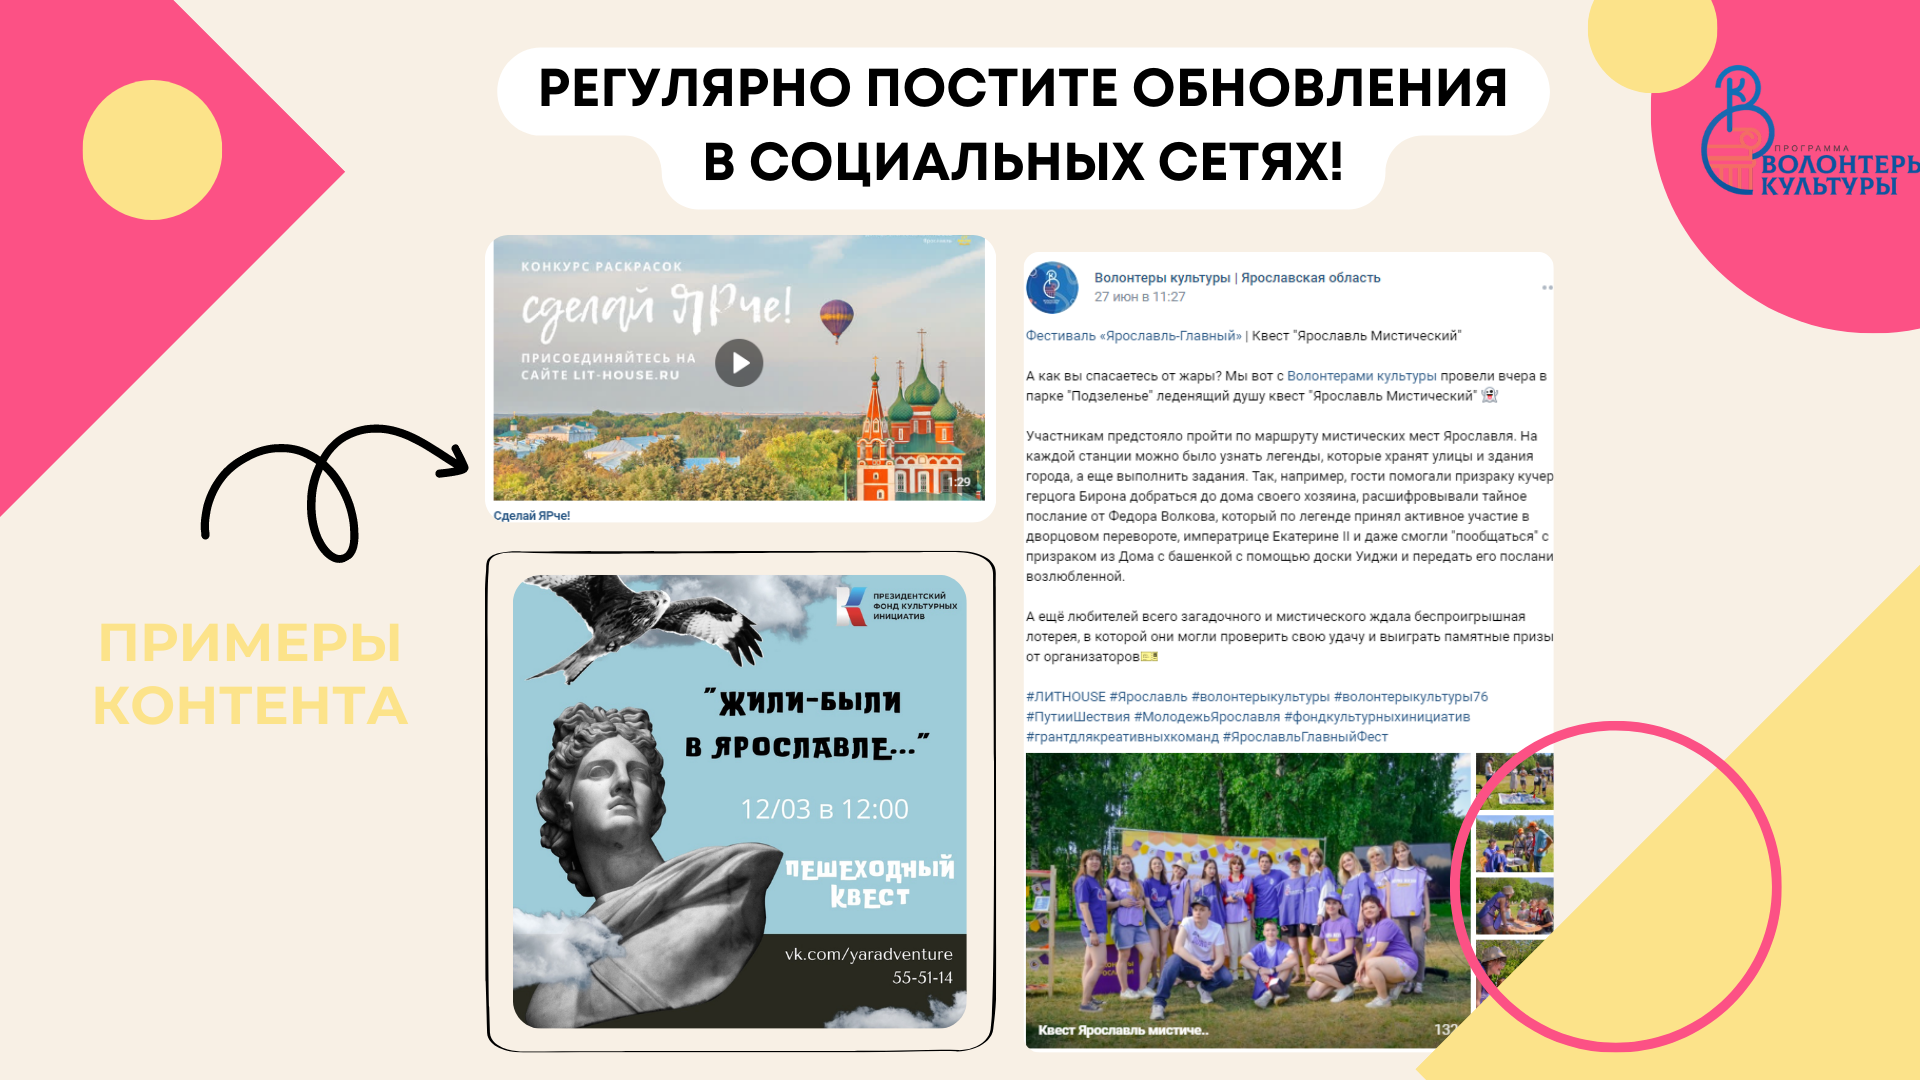 РЕГУЛЯРНО ПОСТИТЕ ОБНОВЛЕНИЯ
В СОЦИАЛЬНЫХ СЕТЯХ!
ПРОГРАММА
ВОЛОНТЕРЬ
КУЛЬТУРЫ
КОНКУРС РАСКРАСОК
сделай ЯРче!
ПРИСОЕДИНЯЙТЕСЬ НА
САЙТЕ LIT-HOUSE.RU
1:29
Сделай ЯРче!
ПРИМЕРЫ
КОНТЕНТА
ПРЕЗИДЕНТСКИЙ
ФОНД КУЛЬТУРНЫХ
ИНИЦИАТИВ
"ЖИЛИ-БЫЛИ
В ЯРОСЛАВЛЕ..."
12/03 в 12:00
ПЕШЕХОДНЫЙ
КВЕСТ
vk.com/yaradventure
55-51-14
Волонтеры культуры | Ярославская область
27 июн в 11:27
Фестиваль «Ярославль-Главный» | Квест "Ярославль Мистический"
А как вы спасаетесь от жары? Мы вот с Волонтерами культуры провели вчера в
парке "Подзеленье" леденящий душу квест "Ярославль Мистический" 👻
Участникам предстояло пройти по маршруту мистических мест Ярославля. На
каждой станции можно было узнать легенды, которые хранят улицы и здания
города, а еще выполнить задания. Так, например, гости помогали призраку кучер
герцога Бирона добраться до дома своего хозяина, расшифровывали тайное
послание от Федора Волкова, который по легенде принял активное участие в
дворцовом перевороте, императрице Екатерине II и даже смогли "пообщаться" с
призраком из Дома с башенкой с помощью доски Уиджи и передать его послани
возлюбленной.
А ещё любителей всего загадочного и мистического ждала беспроигрышная
лотерея, в которой они могли проверить свою удачу и выиграть памятные призы
от организаторов🎫
#ЛИТHOUSE #Ярославль #волонтерыкультуры #волонтерыкультуры76
#ПутииШествия #МолодежьЯрославля #фондкультурныхинициатив
#грантдлякреативныхкоманд #ЯрославльГлавныйФест
Квест Ярославль мистиче..
132